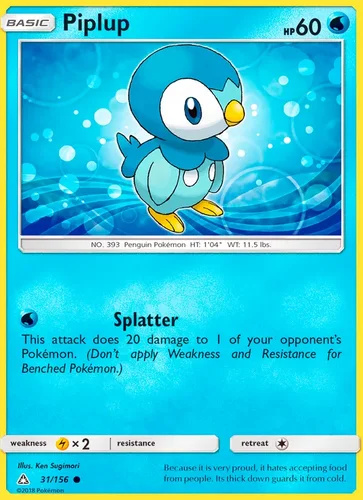 BASIC Piplup HP 60
NO. 393 Penguin Pokémon HT: 1'04" WT: 11.5 lbs.
Splatter
This attack does 20 damage to 1 of your opponent's
Pokémon. (Don't apply Weakness and Resistance for
Benched Pokémon.)
weakness × 2 resistance retreat
Illus. Ken Sugimori
31/156
©2018 Pokémon
Because it is very proud, it hates accepting food
from people. Its thick down guards it from cold.